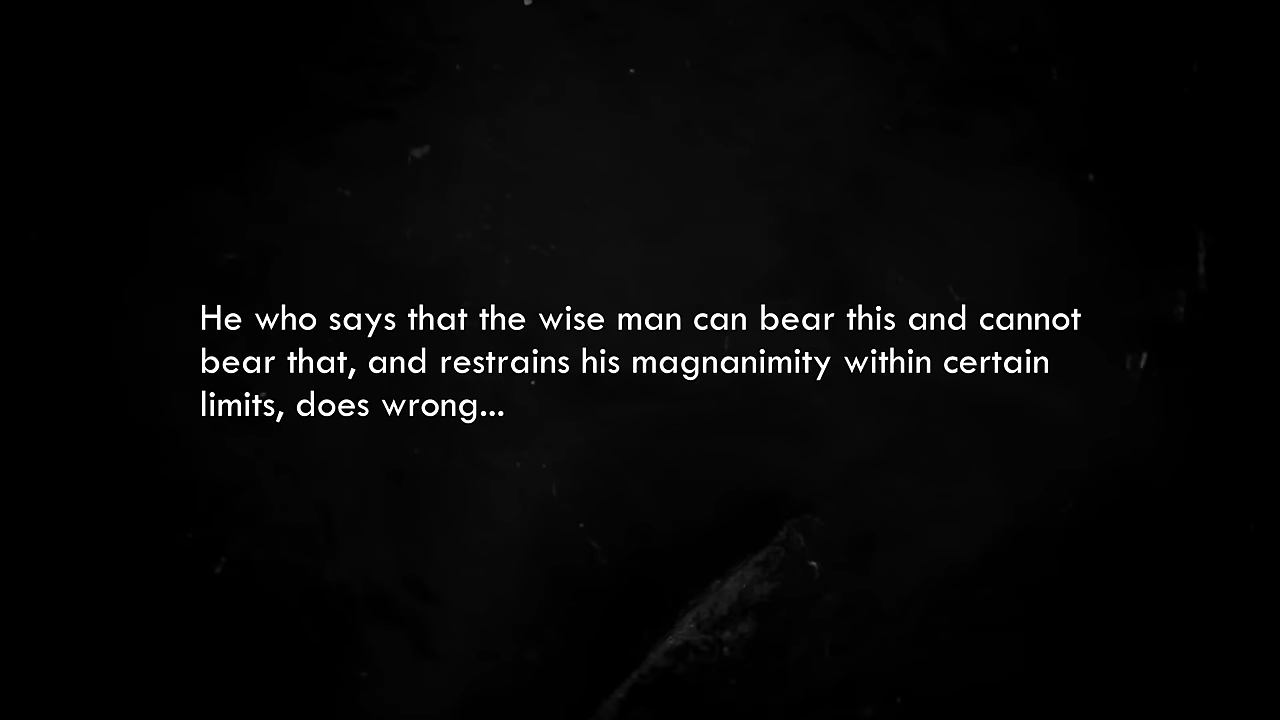 He who says that the wise man can bear this and cannot
bear that, and restrains his magnanimity within certain
limits, does wrong...